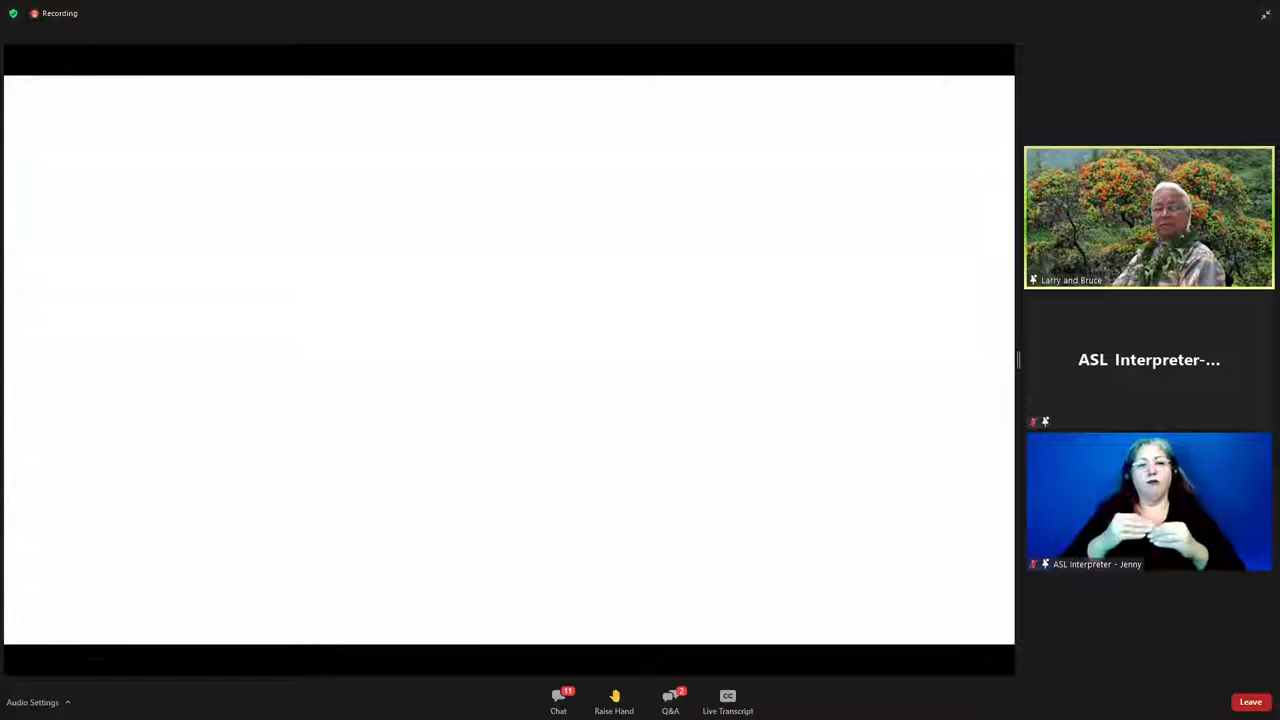 Recording
Larry and Bruce
ASL Interpreter-...
ASL Interpreter - Jenny
Audio Settings
11
Chat
Raise Hand
2
Q&A
CC
Live Transcript
Leave